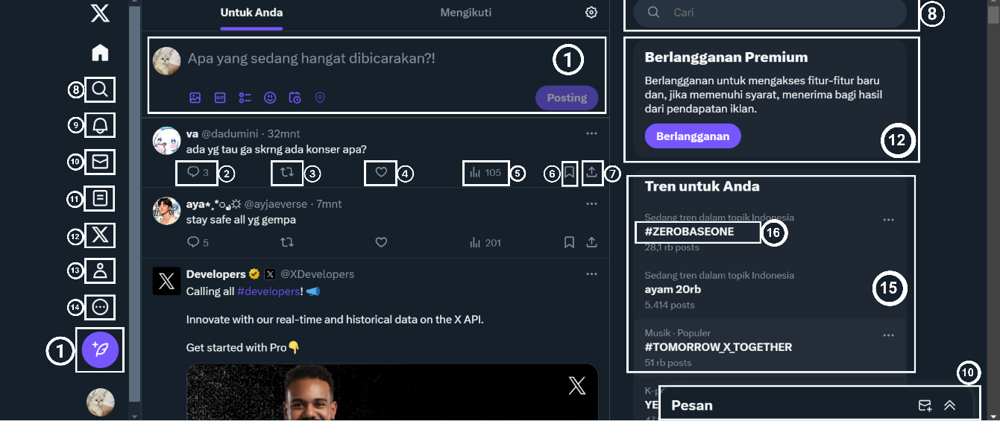 Untuk Anda
Mengikuti
Apa yang sedang hangat dibicarakan?!
1
GIF
Posting
8
9
10
11
12
13
14
1
va @dadumini · 32mnt
ada yg tau ga skrng ada konser apa?
3 2 3 4 105 5 6 7
aya⋆¸*ੈ☼ @ayjaeverse · 7mnt
stay safe all yg gempa
5 201
Developers @XDevelopers
Calling all #developers! 📣
Innovate with our real-time and historical data on the X API.
Get started with Pro👇
X
Cari
8
Berlangganan Premium
Berlangganan untuk mengakses fitur-fitur baru
dan, jika memenuhi syarat, menerima bagi hasil
dari pendapatan iklan.
Berlangganan
12
Tren untuk Anda
Sedang tren dalam topik Indonesia
#ZEROBASEONE
16
28,1 rb posts
Sedang tren dalam topik Indonesia
ayam 20rb
5.414 posts
15
Musik · Populer
#TOMORROW_X_TOGETHER
51 rb posts
10
Pesan